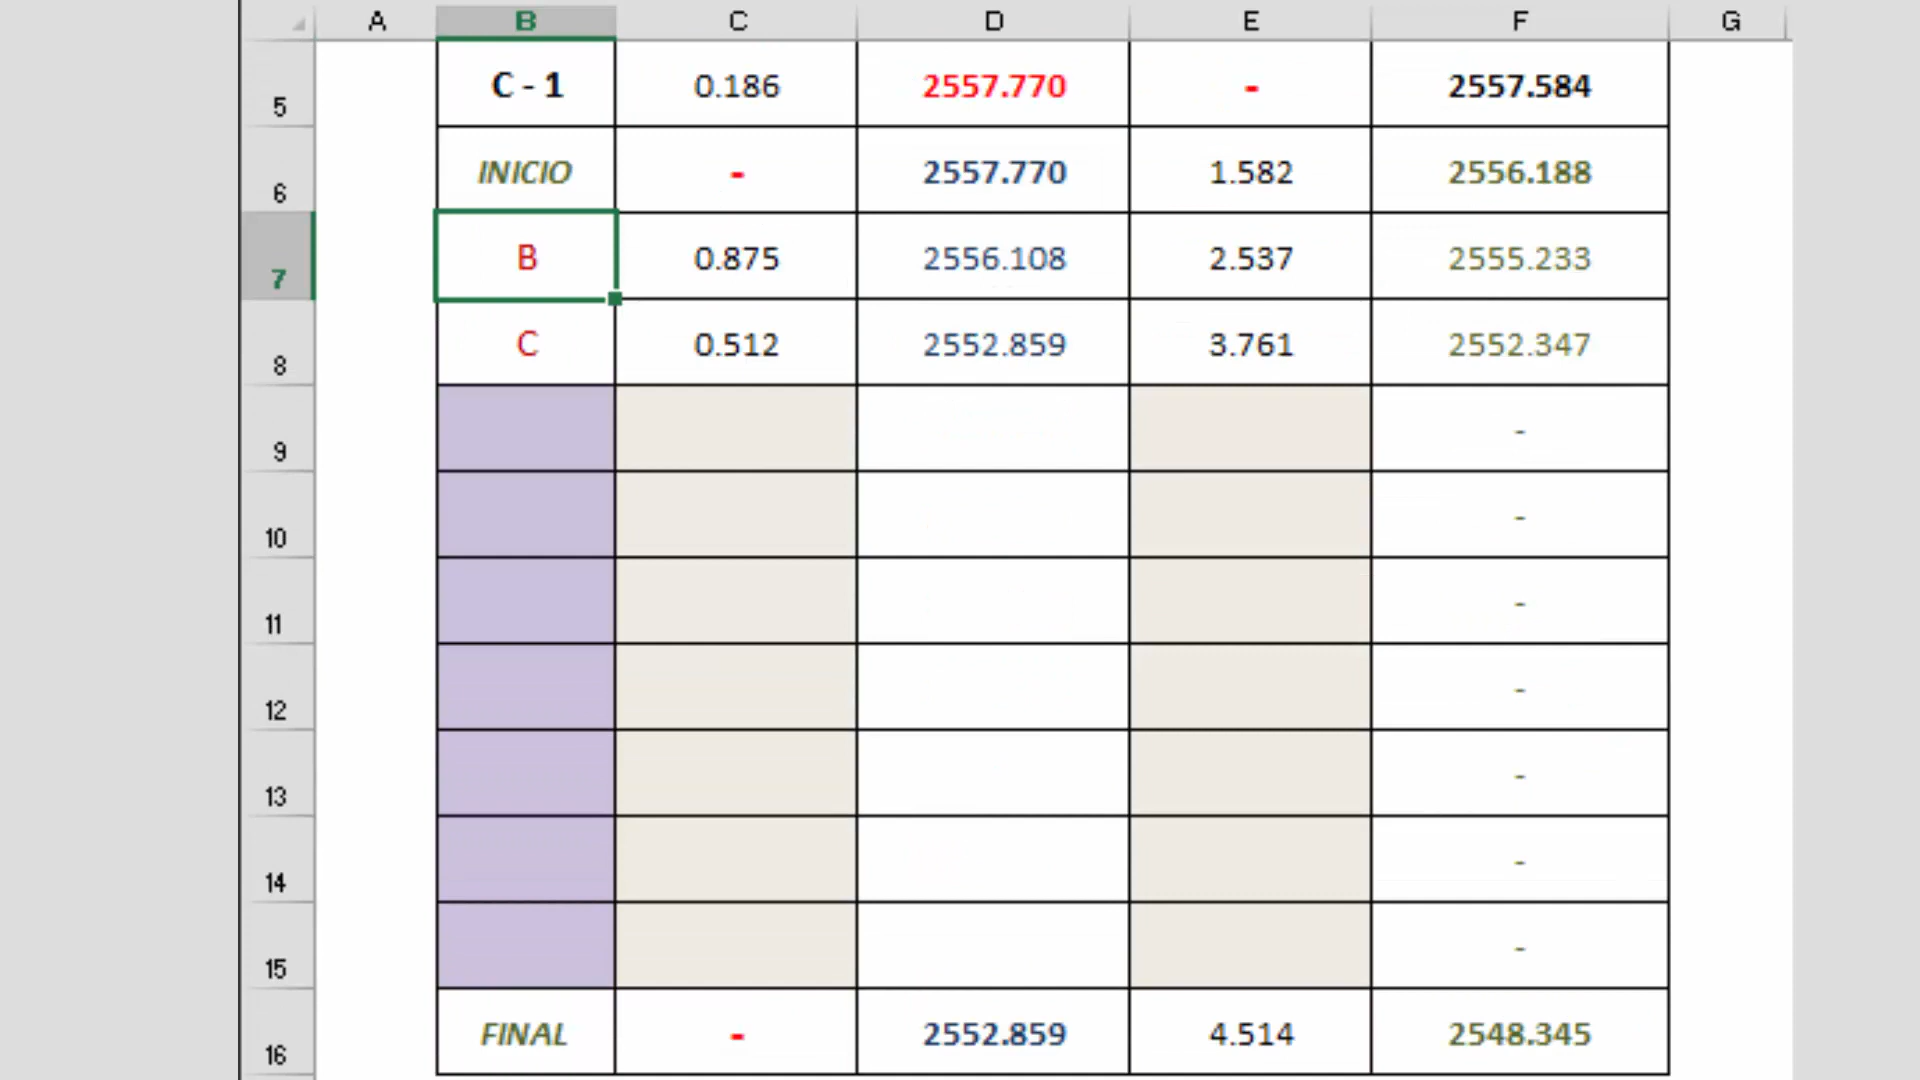 A B C D E F G
5 C - 1 0.186 2557.770 - 2557.584
6 INICIO - 2557.770 1.582 2556.188
7 B 0.875 2556.108 2.537 2555.233
8 C 0.512 2552.859 3.761 2552.347
9 -
10 -
11 -
12 -
13 -
14 -
15 -
16 FINAL - 2552.859 4.514 2548.345